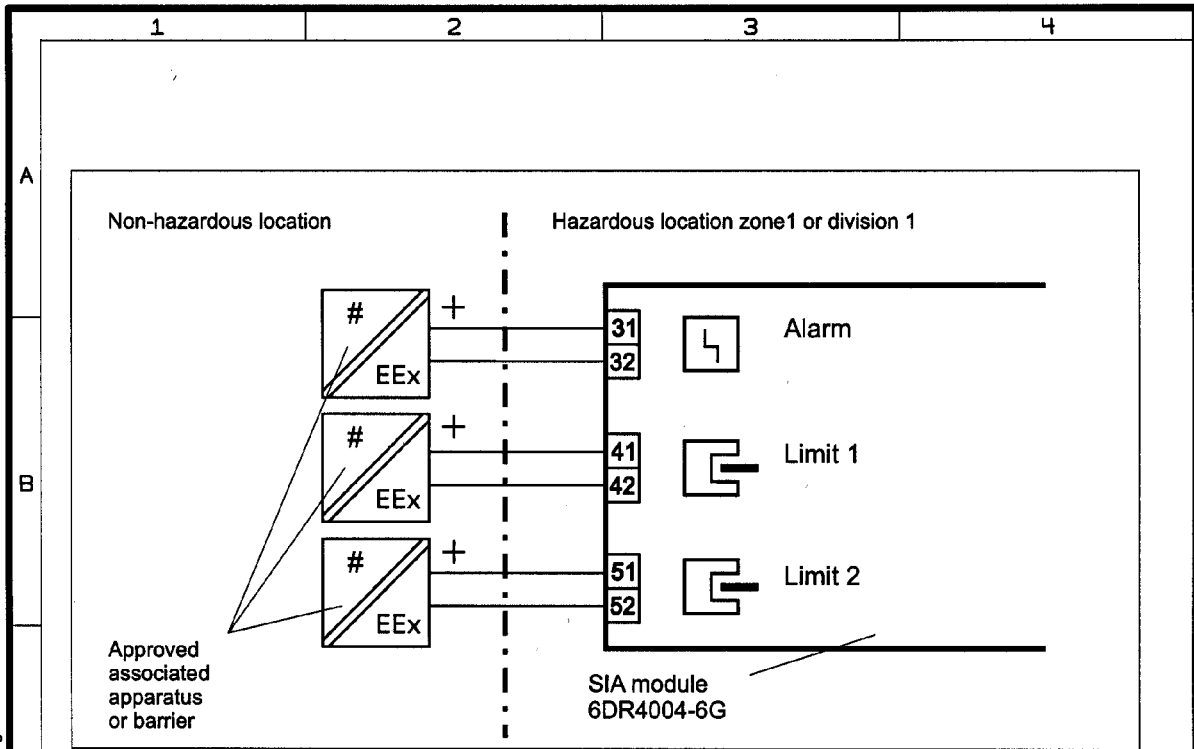 1 2 3 4
A
B
Non-hazardous location
Hazardous location zone1 or division 1
# EEx +
31
32
Alarm
# EEx +
41
42
Limit 1
# EEx +
51
52
Limit 2
Approved
associated
apparatus
or barrier
SIA module
6DR4004-6G